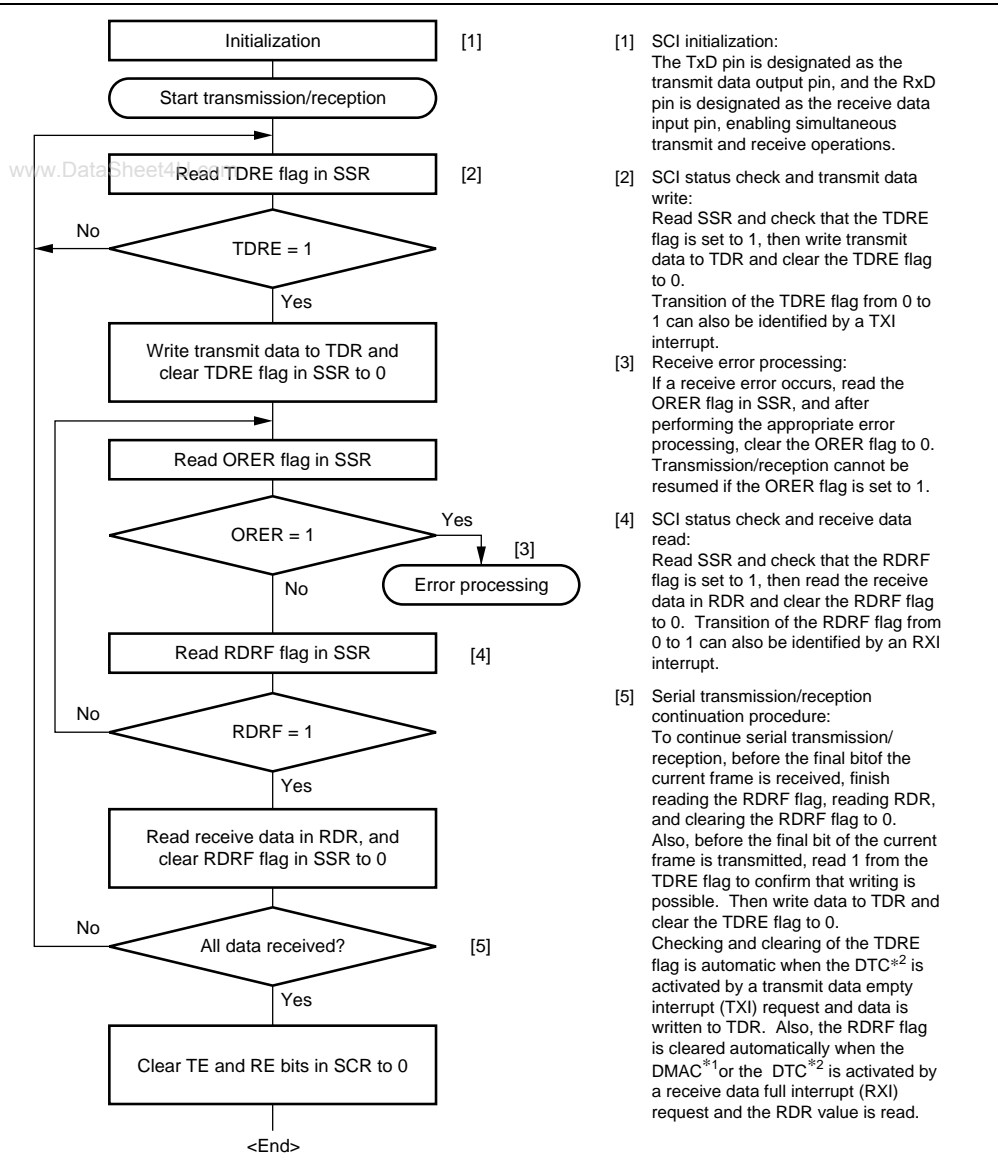 Initialization
[1]
Start transmission/reception
www.DataSheet4U.com
Read TDRE flag in SSR
[2]
No
TDRE = 1
Yes
Write transmit data to TDR and
clear TDRE flag in SSR to 0
Read ORER flag in SSR
ORER = 1
Yes
[3]
Error processing
No
Read RDRF flag in SSR
[4]
No
RDRF = 1
Yes
Read receive data in RDR, and
clear RDRF flag in SSR to 0
No
All data received?
[5]
Yes
Clear TE and RE bits in SCR to 0
<End>
[1] SCI initialization:
The TxD pin is designated as the
transmit data output pin, and the RxD
pin is designated as the receive data
input pin, enabling simultaneous
transmit and receive operations.
[2] SCI status check and transmit data
write:
Read SSR and check that the TDRE
flag is set to 1, then write transmit
data to TDR and clear the TDRE flag
to 0.
Transition of the TDRE flag from 0 to
1 can also be identified by a TXI
interrupt.
[3] Receive error processing:
If a receive error occurs, read the
ORER flag in SSR, and after
performing the appropriate error
processing, clear the ORER flag to 0.
Transmission/reception cannot be
resumed if the ORER flag is set to 1.
[4] SCI status check and receive data
read:
Read SSR and check that the RDRF
flag is set to 1, then read the receive
data in RDR and clear the RDRF flag
to 0. Transition of the RDRF flag from
0 to 1 can also be identified by an RXI
interrupt.
[5] Serial transmission/reception
continuation procedure:
To continue serial transmission/
reception, before the final bitof the
current frame is received, finish
reading the RDRF flag, reading RDR,
and clearing the RDRF flag to 0.
Also, before the final bit of the current
frame is transmitted, read 1 from the
TDRE flag to confirm that writing is
possible. Then write data to TDR and
clear the TDRE flag to 0.
Checking and clearing of the TDRE
flag is automatic when the DTC*2 is
activated by a transmit data empty
interrupt (TXI) request and data is
written to TDR. Also, the RDRF flag
is cleared automatically when the
DMAC*1or the DTC*2 is activated by
a receive data full interrupt (RXI)
request and the RDR value is read.